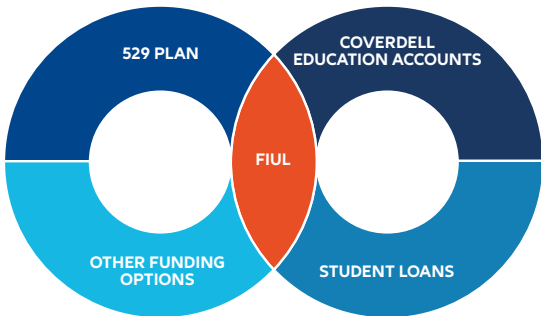 529 PLAN
COVERDELL
EDUCATION ACCOUNTS
FIUL
OTHER FUNDING
OPTIONS
STUDENT LOANS